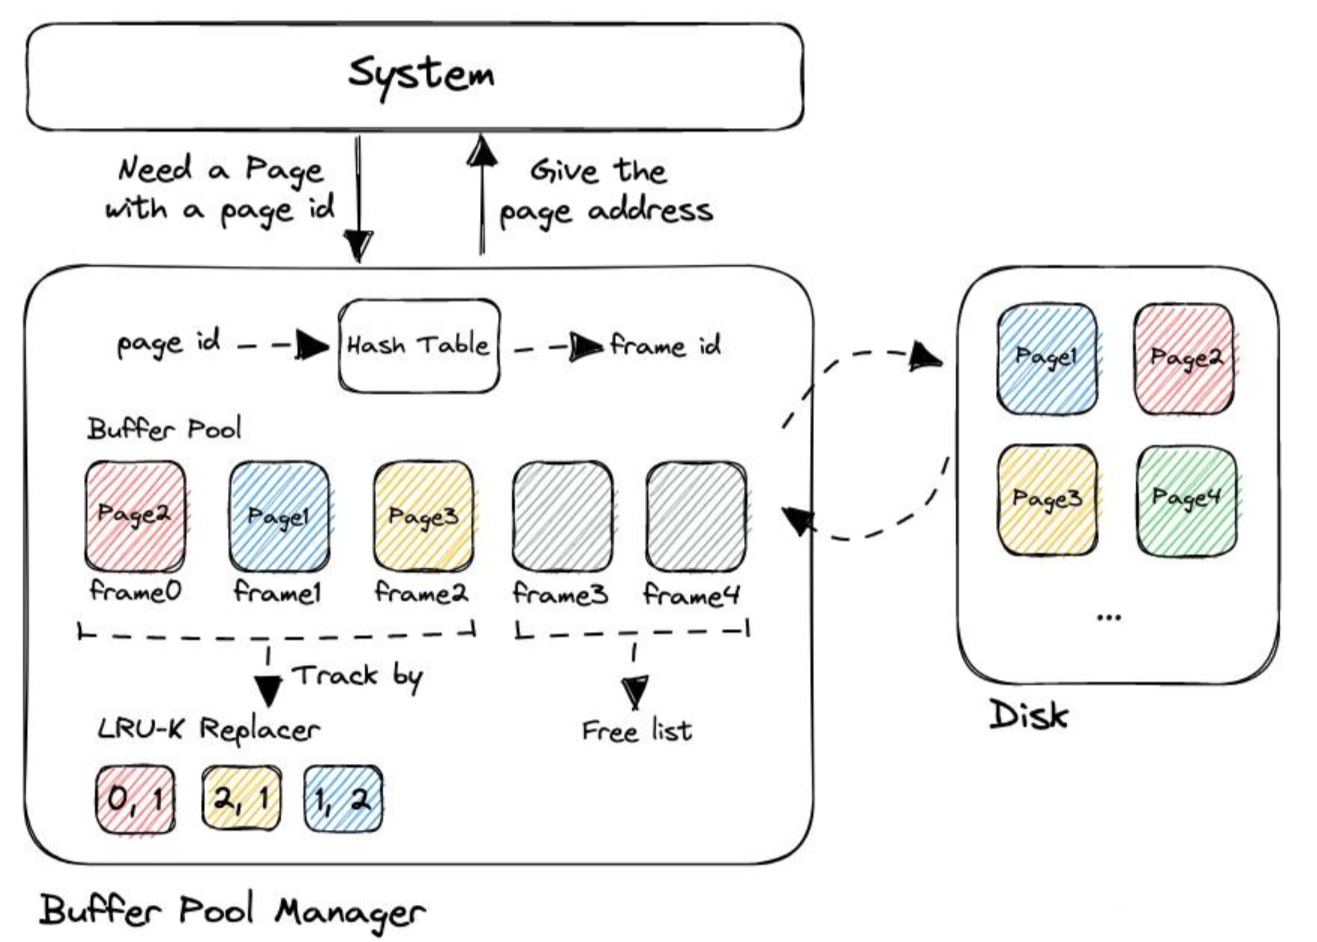 System
Need a Page
with a page id
Give the
page address
page id
Hash Table
frame id
Buffer Pool
Page2
Page1
Page3
frame0
frame1
frame2
frame3
frame4
Track by
LRU-K Replacer
Free list
0, 1
2, 1
1, 2
Buffer Pool Manager
Page1
Page2
Page3
Page4
...
Disk